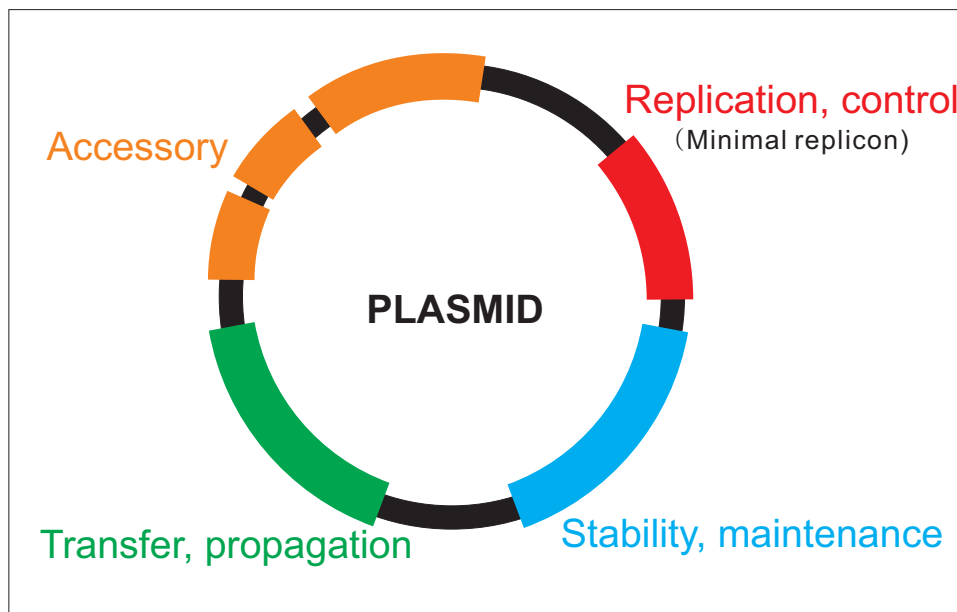 Replication, control
（Minimal replicon)
Accessory
PLASMID
Transfer, propagation
Stability, maintenance